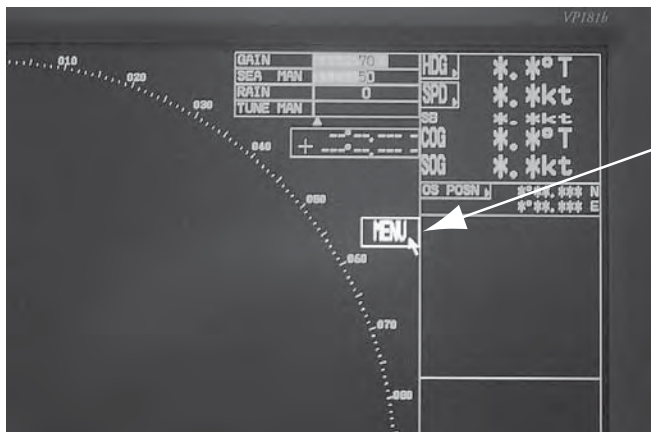 VP181b
GAIN 70
SEA MAN 50
RAIN 0
TUNE MAN
HDG *.*°T
SPD *.*kt
SB *.*kt
COG *.*°T
SOG *.*kt
+ --°--.--- -
---°--.--- -
OS POSN *°**.*** N
*°**.*** E
MENU
010
020
030
040
050
060
070
080